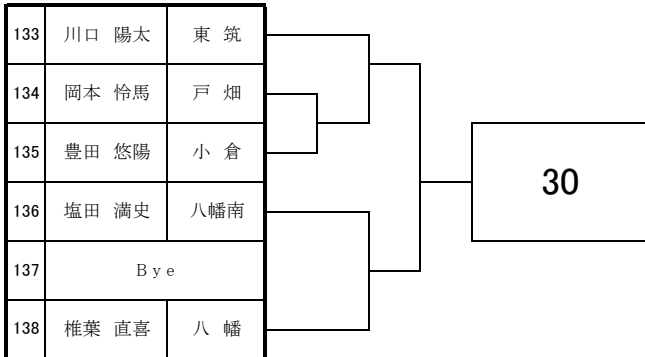 133 川口 陽太 東 筑
134 岡本 怜馬 戸 畑
135 豊田 悠陽 小 倉
30
136 塩田 満史 八幡南
137 Bye
138 椎葉 直喜 八 幡